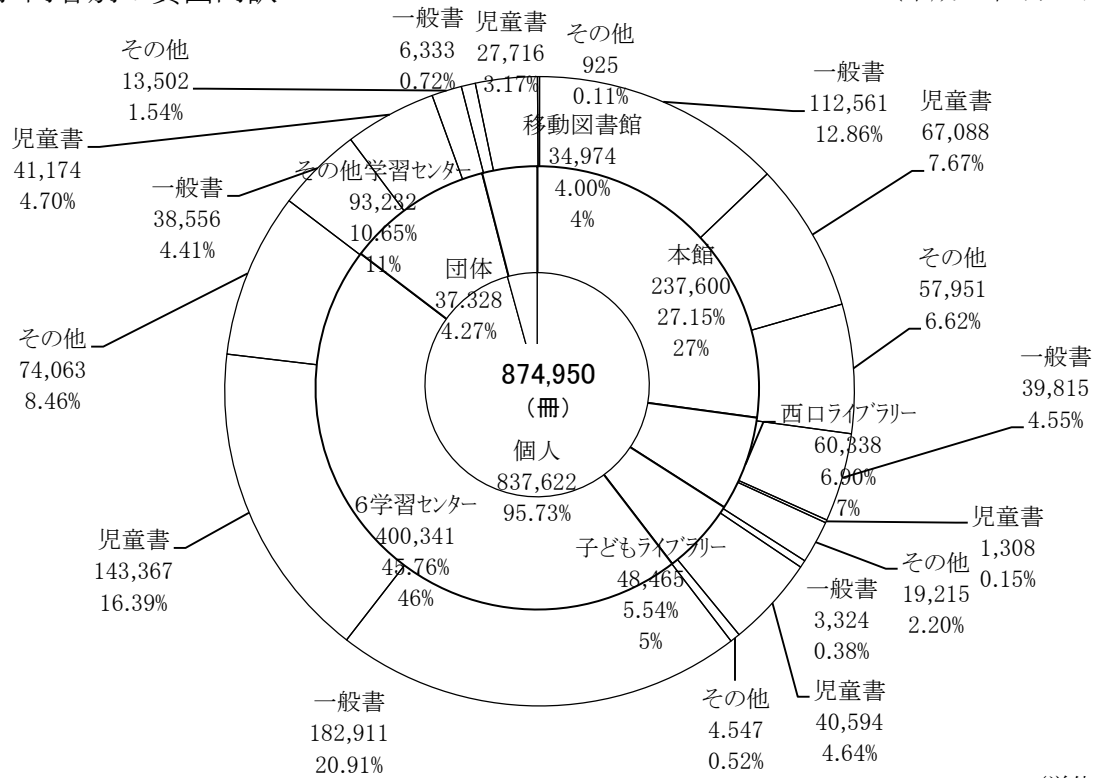 一般書
6,333
0.72%
児童書
27,716
3.17%
その他
925
0.11%
その他
13,502
1.54%
一般書
112,561
12.86%
児童書
67,088
7.67%
児童書
41,174
4.70%
移動図書館
34,974
4.00%
4%
その他学習センター
93,232
10.65%
11%
一般書
38,556
4.41%
本館
237,600
27.15%
27%
団体
37.328
4.27%
その他
57,951
6.62%
その他
74,063
8.46%
874,950
(冊)
一般書
39,815
4.55%
西口ライブラリー
60,338
6.90%
7%
個人
837,622
95.73%
6学習センター
400,341
45.76%
46%
児童書
143,367
16.39%
子どもライブラリー
48,465
5.54%
5%
児童書
1,308
0.15%
その他
19,215
2.20%
一般書
3,324
0.38%
児童書
40,594
4.64%
その他
4.547
0.52%
一般書
182,911
20.91%